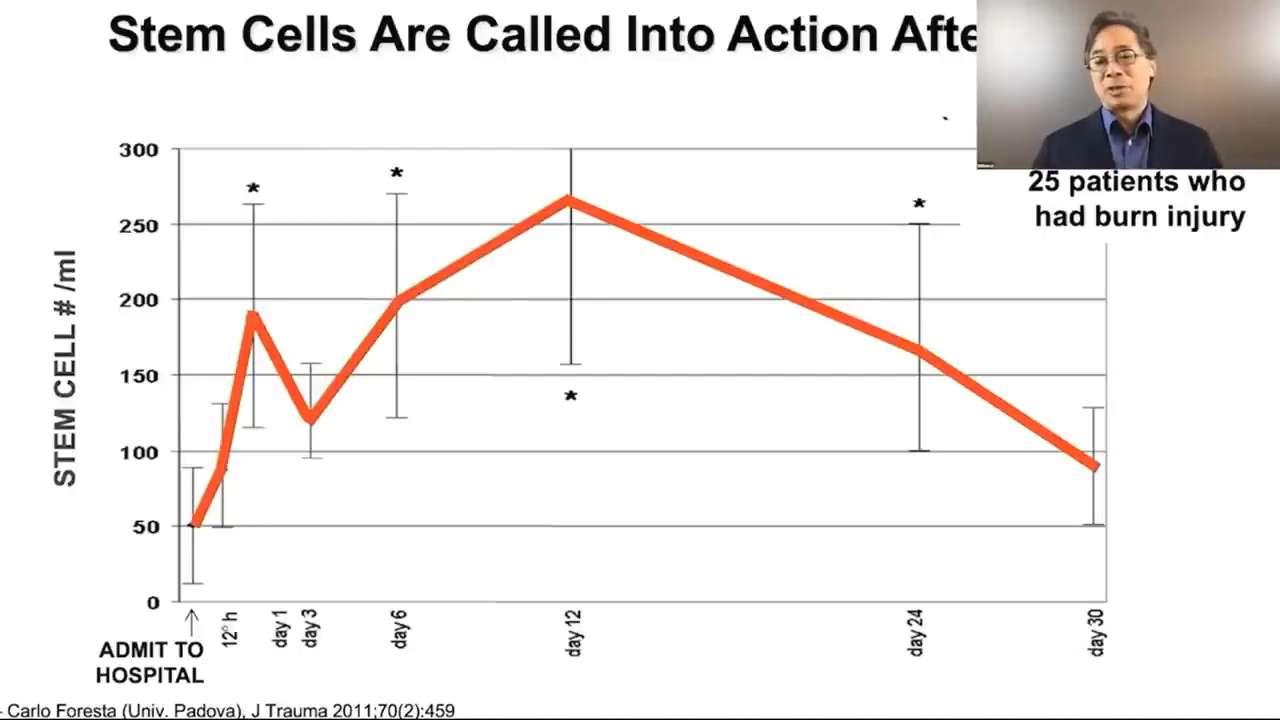 Stem Cells Are Called Into Action Afte
25 patients who
had burn injury
STEM CELL # /ml
300
250
200
150
100
50
0
*
*
*
*
12° h
day 1
day 3
day 6
day 12
day 24
day 30
ADMIT TO
HOSPITAL
- Carlo Foresta (Univ. Padova), J Trauma 2011;70(2):459